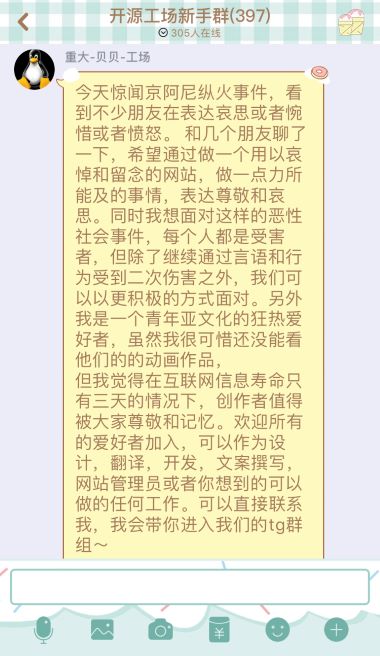 开源工场新手群(397)
305人在线
重大-贝贝-工场
今天惊闻京阿尼纵火事件，看
到不少朋友在表达哀思或者惋
惜或者愤怒。 和几个朋友聊了
一下，希望通过做一个用以哀
悼和留念的网站，做一点力所
能及的事情，表达尊敬和哀
思。同时我想面对这样的恶性
社会事件，每个人都是受害
者，但除了继续通过言语和行
为受到二次伤害之外，我们可
以以更积极的方式面对。另外
我是一个青年亚文化的狂热爱
好者，虽然我很可惜还没能看
他们的的动画作品，
但我觉得在互联网信息寿命只
有三天的情况下，创作者值得
被大家尊敬和记忆。欢迎所有
的爱好者加入，可以作为设
计，翻译，开发，文案撰写，
网站管理员或者你想到的可以
做的任何工作。可以直接联系
我，我会带你进入我们的tg群
组～